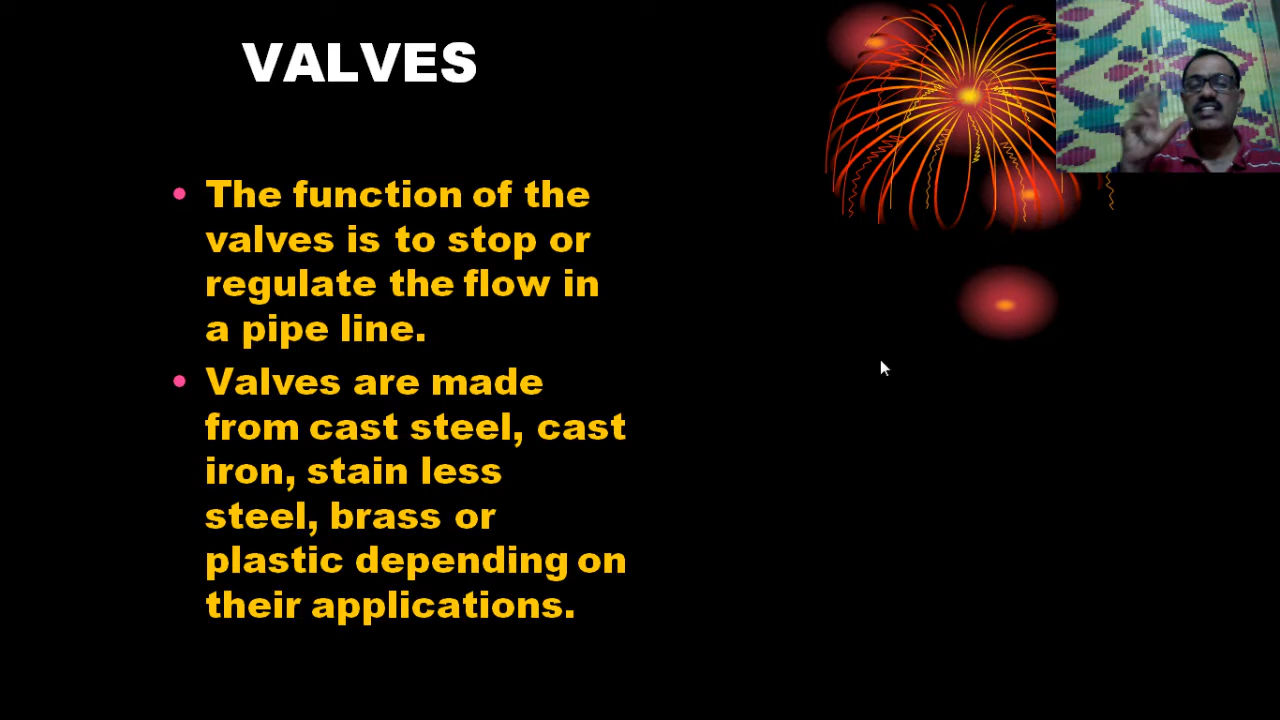 VALVES
• The function of the
valves is to stop or
regulate the flow in
a pipe line.
• Valves are made
from cast steel, cast
iron, stain less
steel, brass or
plastic depending on
their applications.